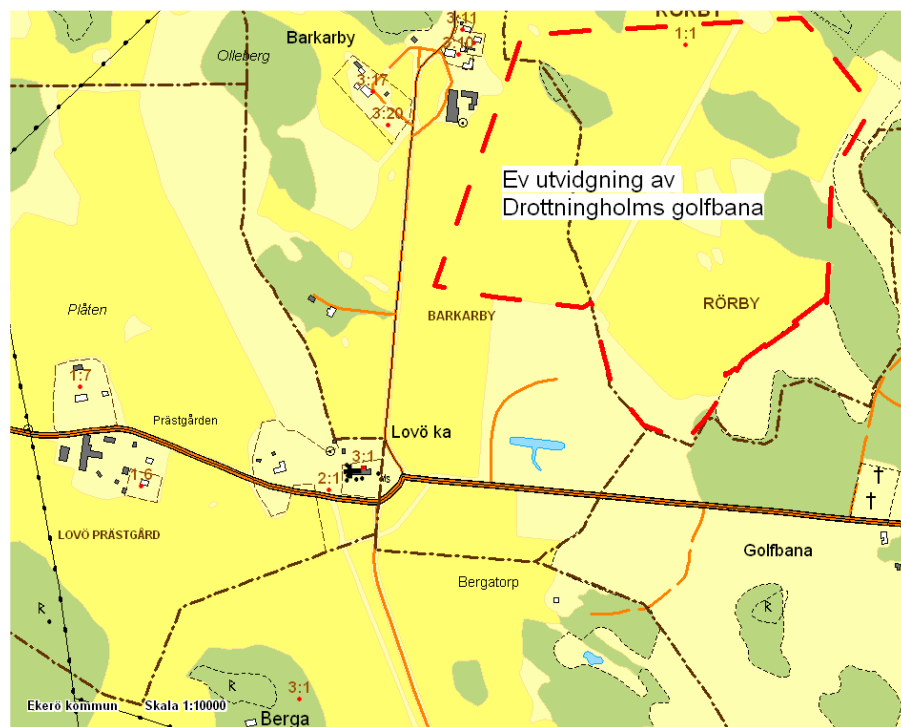 3:11
RÖRBY
1:1
Barkarby
3:10
Olleberg
3:17
3:20
Ev utvidgning av
Drottningholms golfbana
Plåten
BARKARBY
RÖRBY
1:7
Prästgården
Lovö ka
3:1
1:6
2:1
Ms
LOVÖ PRÄSTGÅRD
Golfbana
Bergatorp
R
R
R
3:1
Ekerö kommun Skala 1:10000
Berga